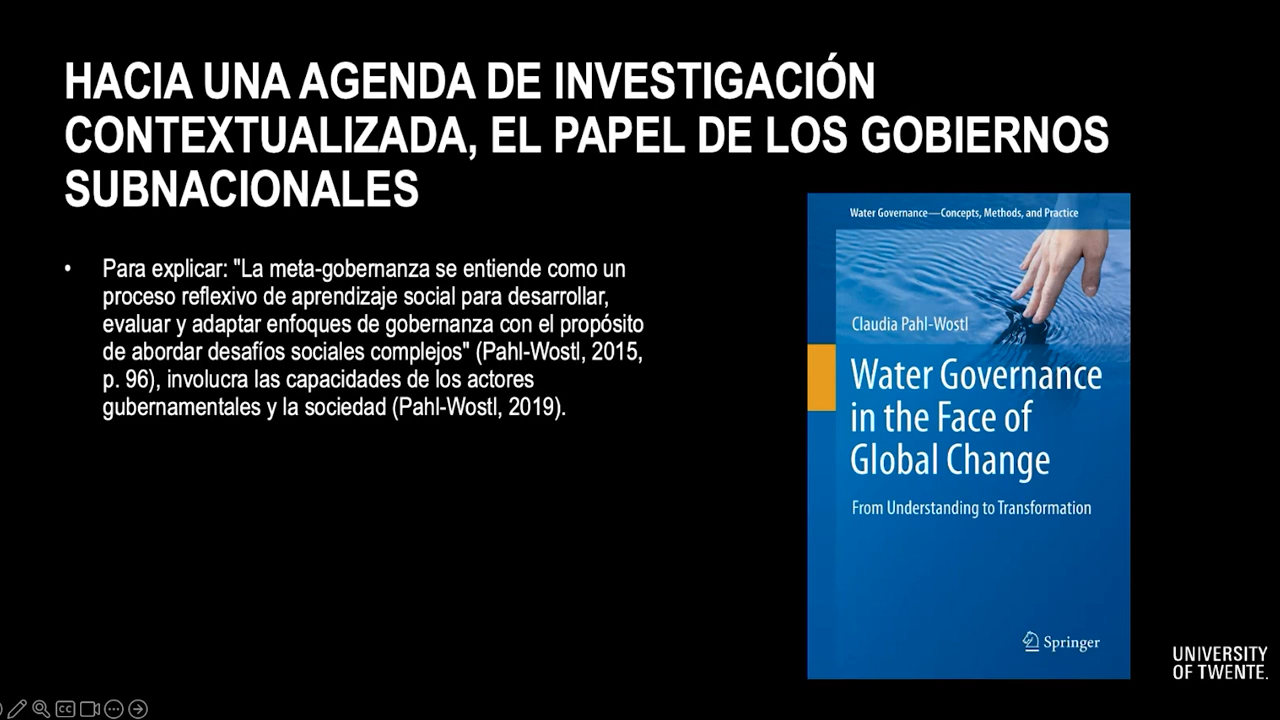 HACIA UNA AGENDA DE INVESTIGACIÓN
CONTEXTUALIZADA, EL PAPEL DE LOS GOBIERNOS
SUBNACIONALES
• Para explicar: "La meta-gobernanza se entiende como un
proceso reflexivo de aprendizaje social para desarrollar,
evaluar y adaptar enfoques de gobernanza con el propósito
de abordar desafíos sociales complejos" (Pahl-Wostl, 2015,
p. 96), involucra las capacidades de los actores
gubernamentales y la sociedad (Pahl-Wostl, 2019).
Water Governance—Concepts, Methods, and Practice
Claudia Pahl-Wostl
Water Governance
in the Face of
Global Change
From Understanding to Transformation
Springer
UNIVERSITY
OF TWENTE.
CC